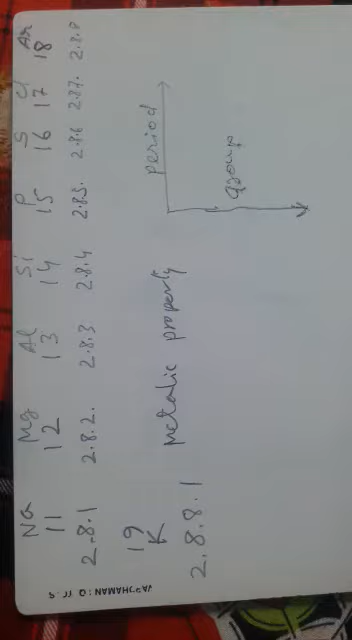 Na Mg Al Si P S Cl Ar
11 12 13 14 15 16 17 18
2.8.1 2.8.2. 2.8.3 2.8.4 2.8.5. 2.8.6 2.8.7. 2.8.8
19
K
2.8.8.1
metalic property
period
group